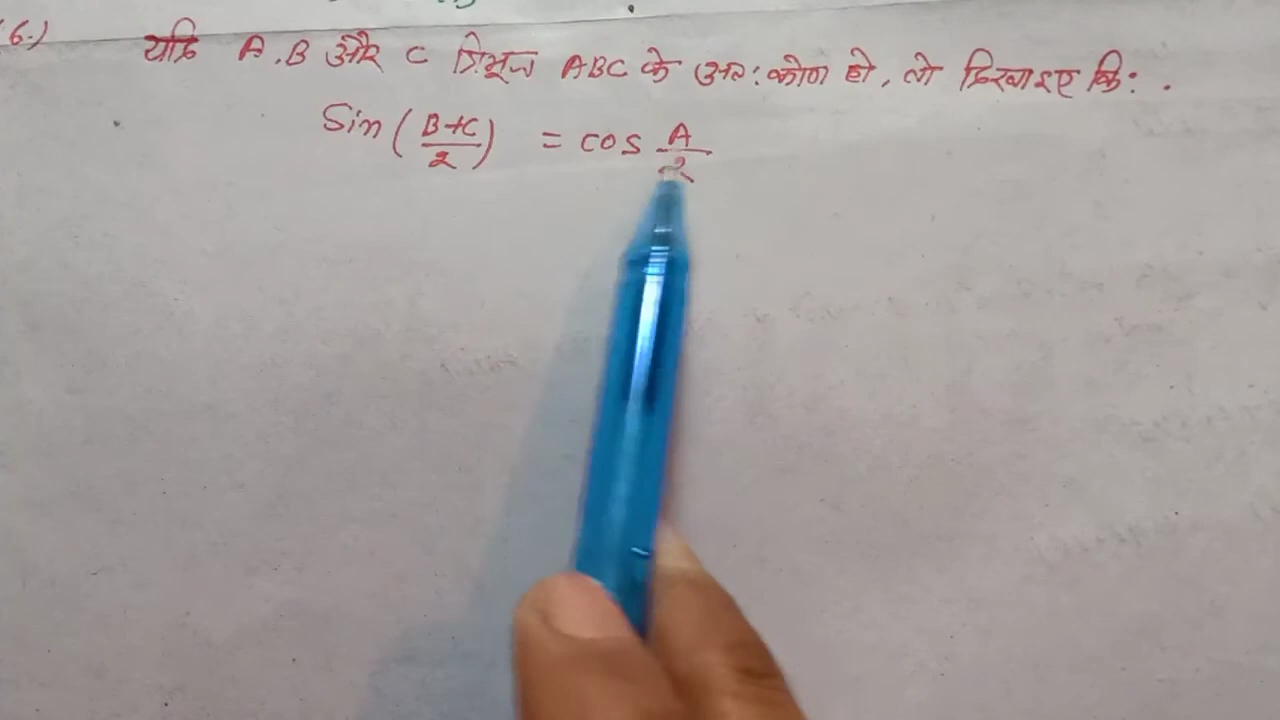 (6.) यदि A, B और C त्रिभुज ABC के अंत: कोण हो, तो दिखाइए कि: .
Sin (B+C/2) = cos A/2